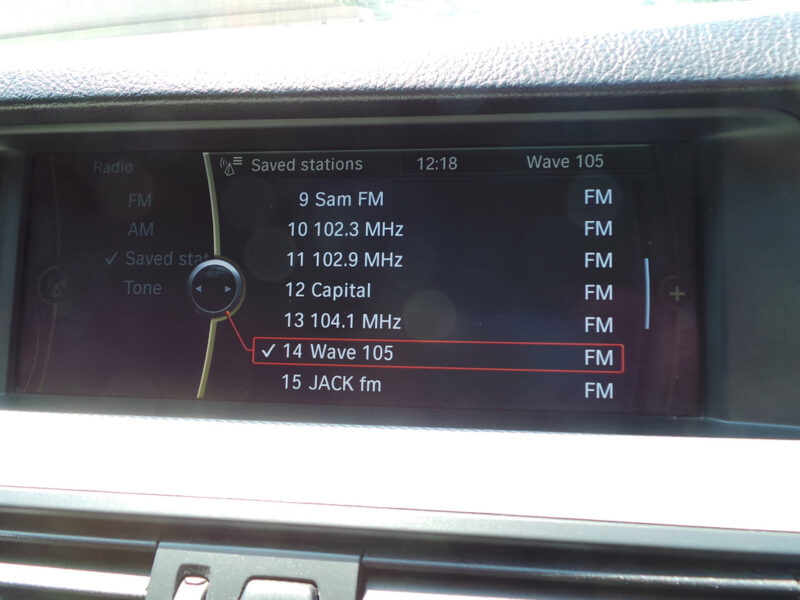 Radio
FM
AM
✓ Saved stat
Tone
Saved stations 12:18 Wave 105
9 Sam FM FM
10 102.3 MHz FM
11 102.9 MHz FM
12 Capital FM
13 104.1 MHz FM
✓ 14 Wave 105 FM
15 JACK fm FM